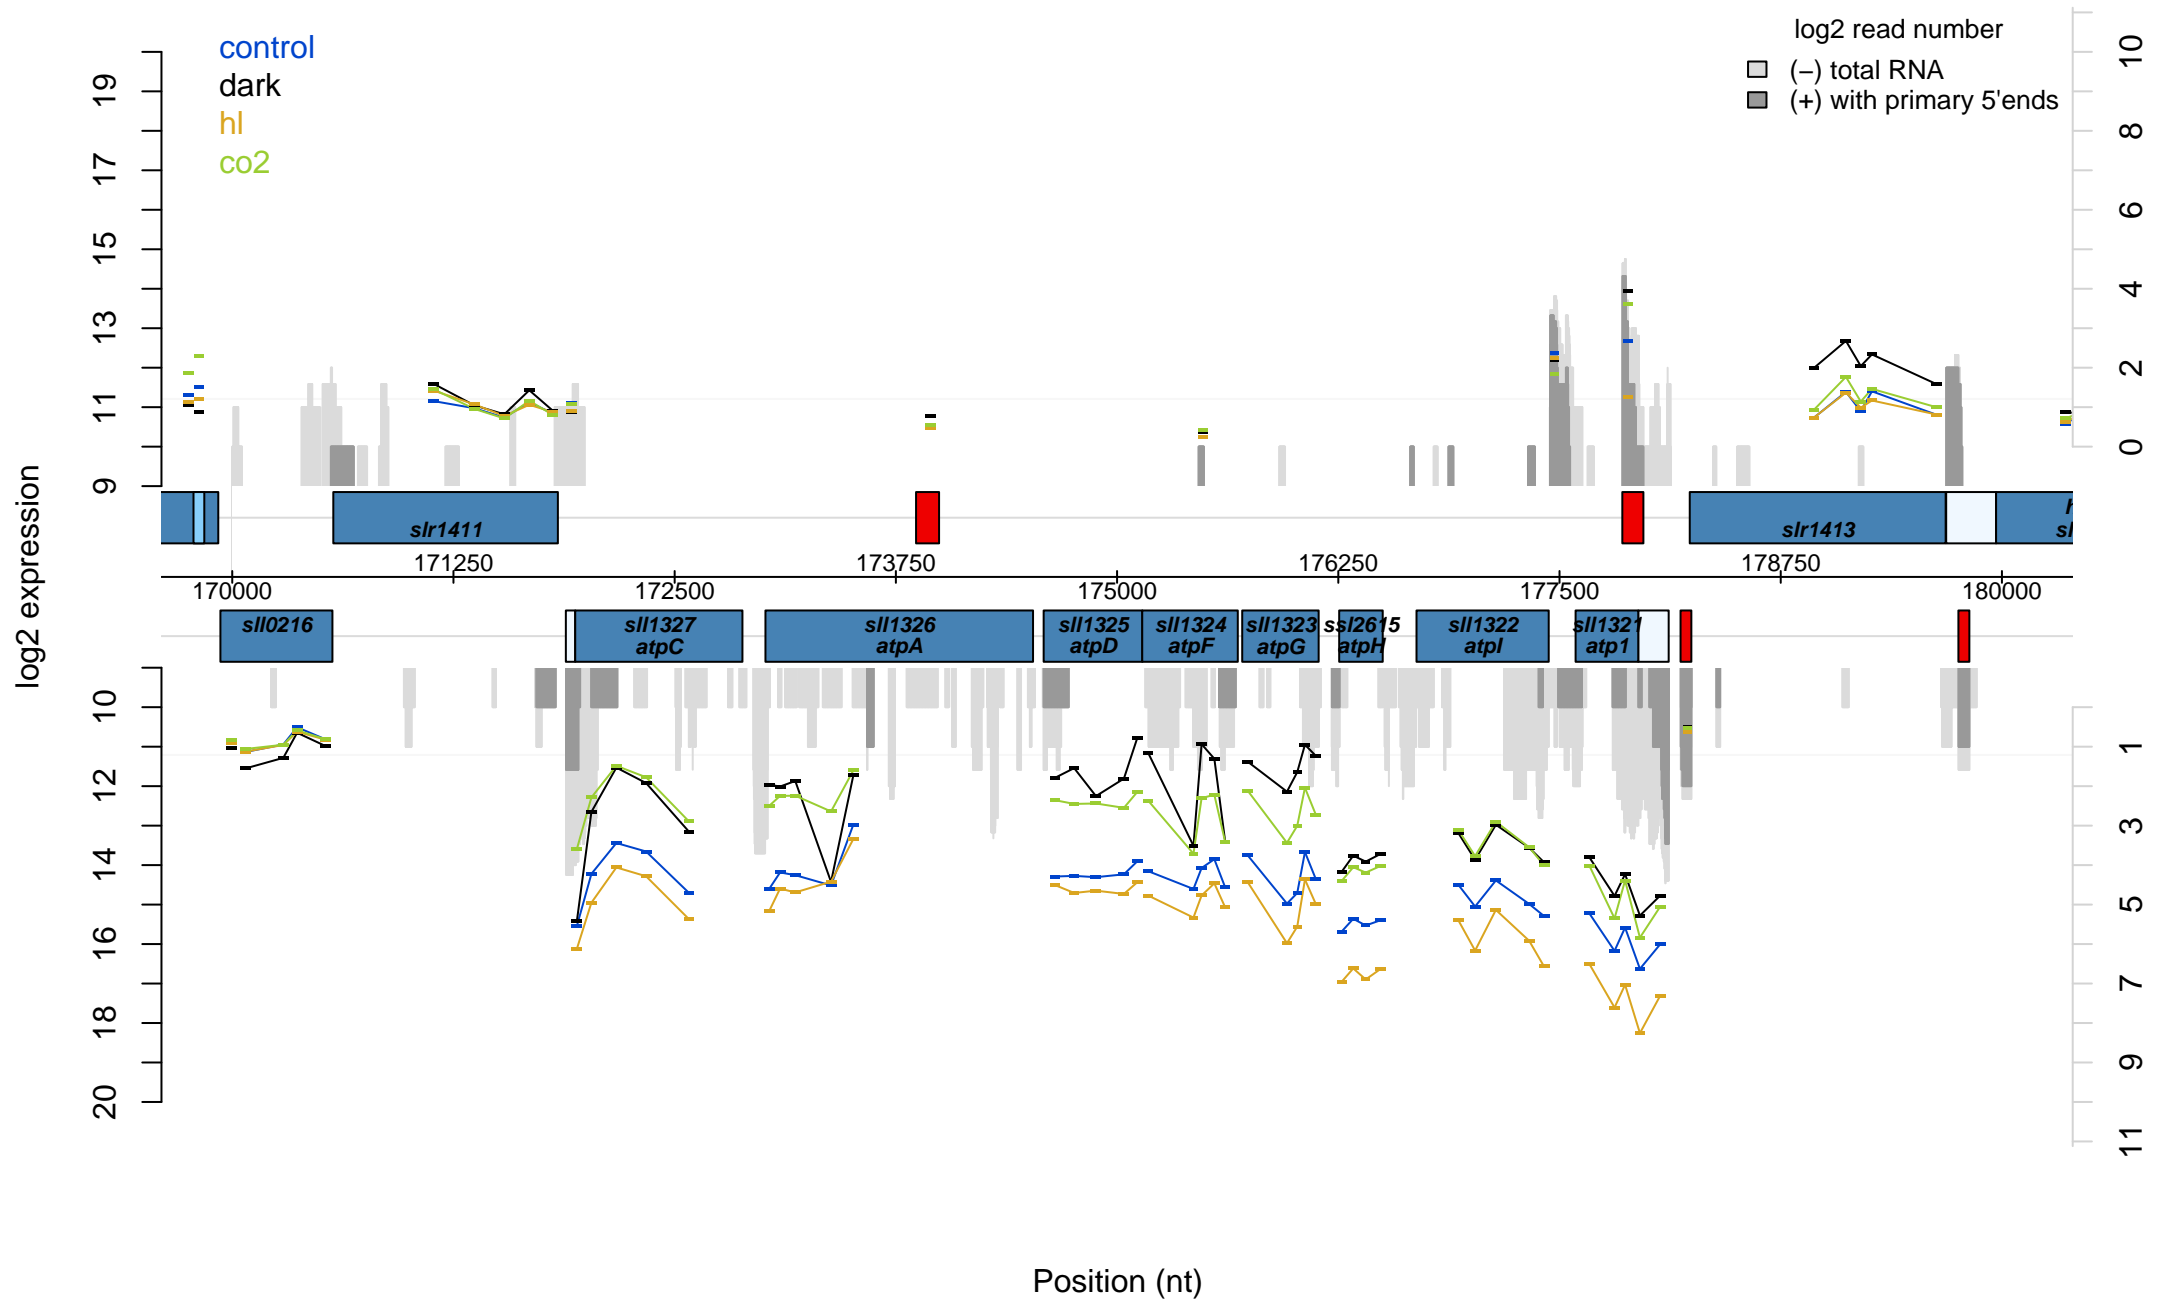 control
dark
hl
co2
log2 read number
(−) total RNA
(+) with primary 5'ends
19
17
15
13
11
9
10
8
6
4
2
0
log2 expression
slr1411
slr1413
171250
173750
176250
178750
170000
172500
175000
177500
180000
sll0216
sll1327
atpC
sll1326
atpA
sll1325
atpD
sll1324
atpF
sll1323
atpG
ssl2615
atpH
sll1322
atpI
sll1321
atp1
10
12
14
16
18
20
1
3
5
7
9
11
Position (nt)